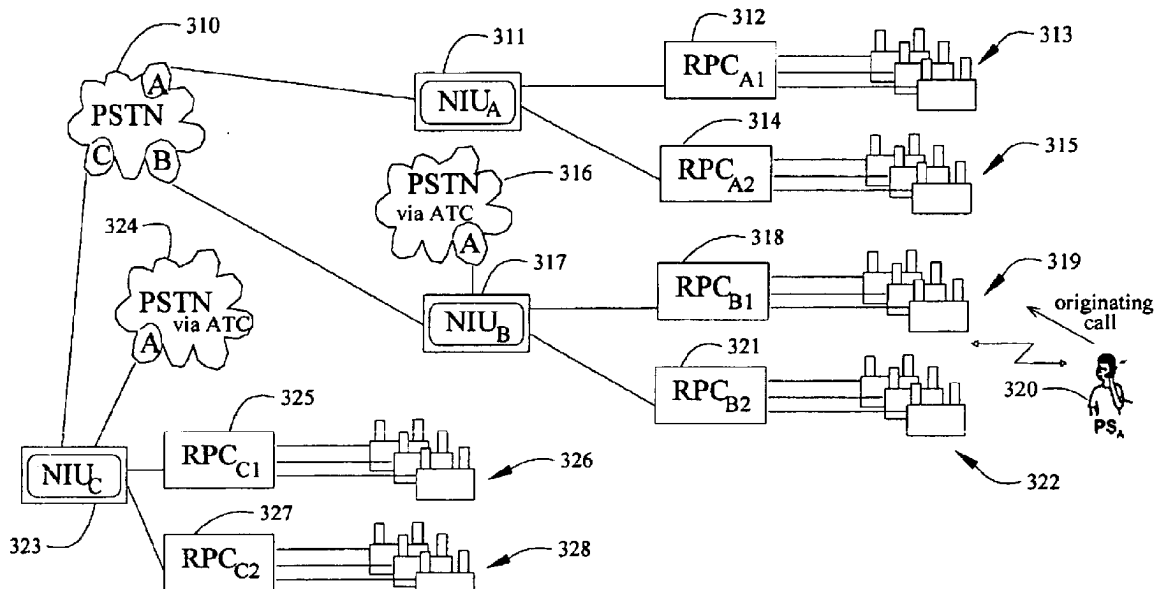 310
311
312
313
A
PSTN
C
B
NIU_A
RPC_A1
314
315
RPC_A2
316
PSTN
via ATC
A
324
PSTN
via ATC
A
317
NIU_B
318
RPC_B1
319
originating
call
321
RPC_B2
320
PS_A
322
325
RPC_C1
326
NIU_C
323
327
RPC_C2
328